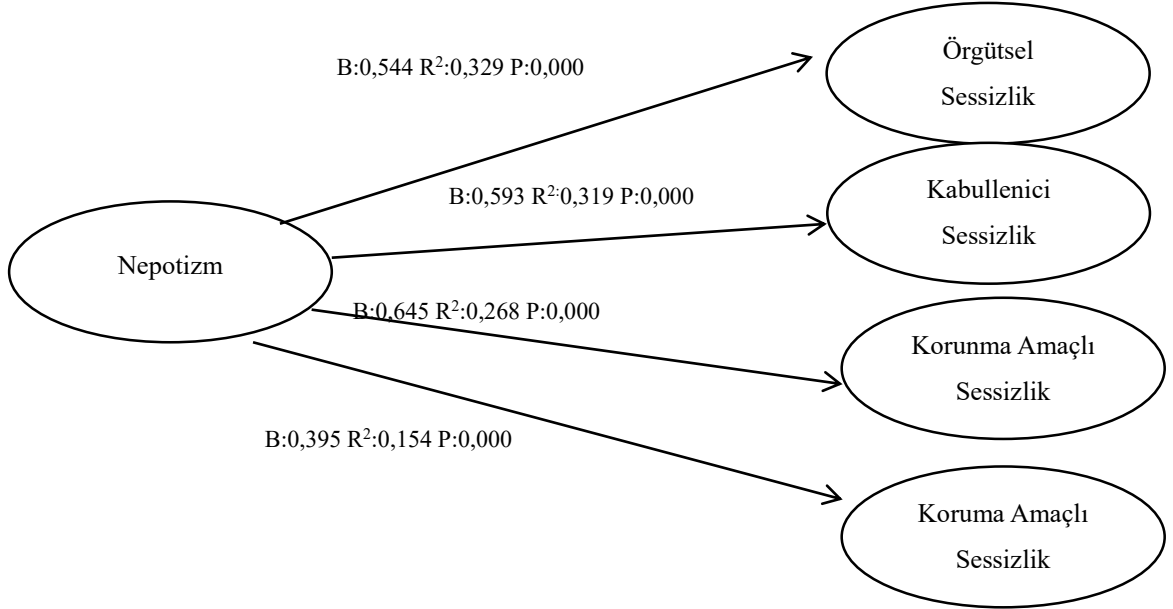 Örgütsel
Sessizlik
B:0,544 R²:0,329 P:0,000
Kabullenici
Sessizlik
B:0,593 R²:0,319 P:0,000
Nepotizm
B:0,645 R²:0,268 P:0,000
Korunma Amaçlı
Sessizlik
B:0,395 R²:0,154 P:0,000
Koruma Amaçlı
Sessizlik